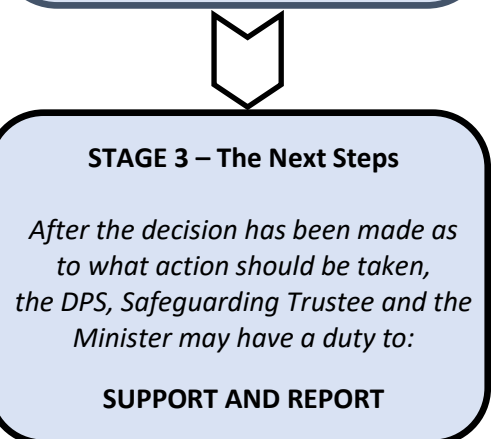 STAGE 3 – The Next Steps
After the decision has been made as
to what action should be taken,
the DPS, Safeguarding Trustee and the
Minister may have a duty to:
SUPPORT AND REPORT